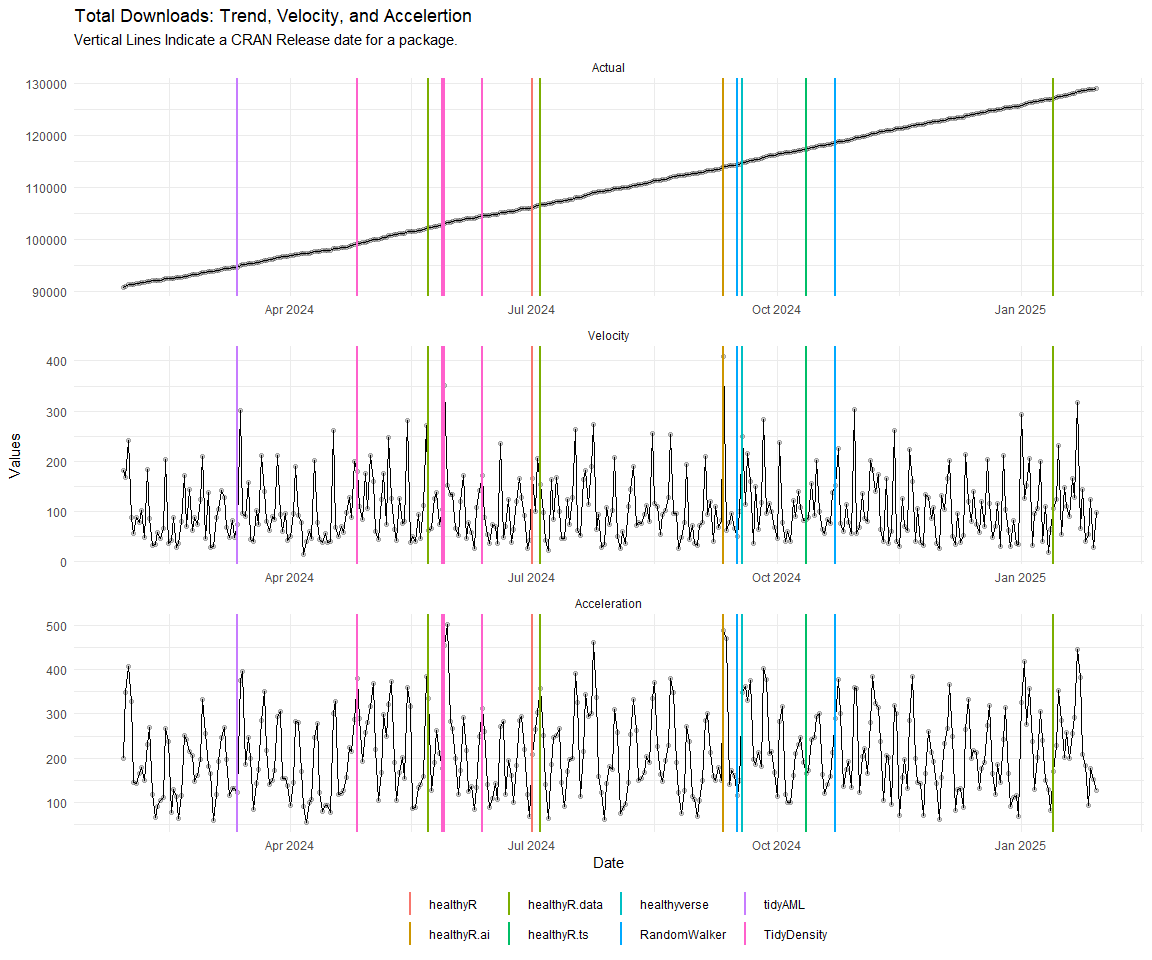 Total Downloads: Trend, Velocity, and Accelertion
Vertical Lines Indicate a CRAN Release date for a package.
Actual
130000
120000
110000
100000
90000
Apr 2024
Jul 2024
Oct 2024
Jan 2025
Velocity
400
300
200
100
0
Apr 2024
Jul 2024
Oct 2024
Jan 2025
Values
Acceleration
500
400
300
200
100
Apr 2024
Jul 2024
Oct 2024
Jan 2025
Date
healthyR
healthyR.data
healthyverse
tidyAML
healthyR.ai
healthyR.ts
RandomWalker
TidyDensity